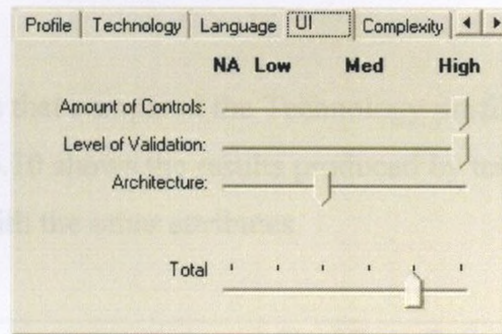 Profile Technology Language UI Complexity
NA Low Med High
Amount of Controls:
Level of Validation:
Architecture:
Total